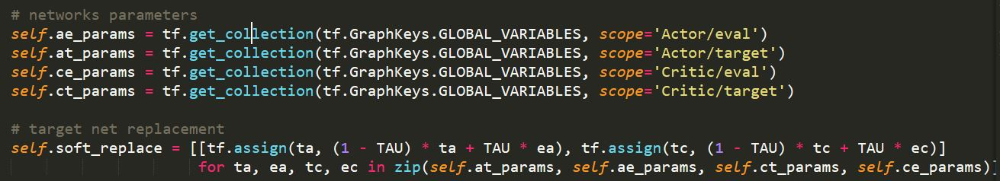 # networks parameters
self.ae_params = tf.get_collection(tf.GraphKeys.GLOBAL_VARIABLES, scope='Actor/eval')
self.at_params = tf.get_collection(tf.GraphKeys.GLOBAL_VARIABLES, scope='Actor/target')
self.ce_params = tf.get_collection(tf.GraphKeys.GLOBAL_VARIABLES, scope='Critic/eval')
self.ct_params = tf.get_collection(tf.GraphKeys.GLOBAL_VARIABLES, scope='Critic/target')
# target net replacement
self.soft_replace = [[tf.assign(ta, (1 - TAU) * ta + TAU * ea), tf.assign(tc, (1 - TAU) * tc + TAU * ec)]
for ta, ea, tc, ec in zip(self.at_params, self.ae_params, self.ct_params, self.ce_params)]